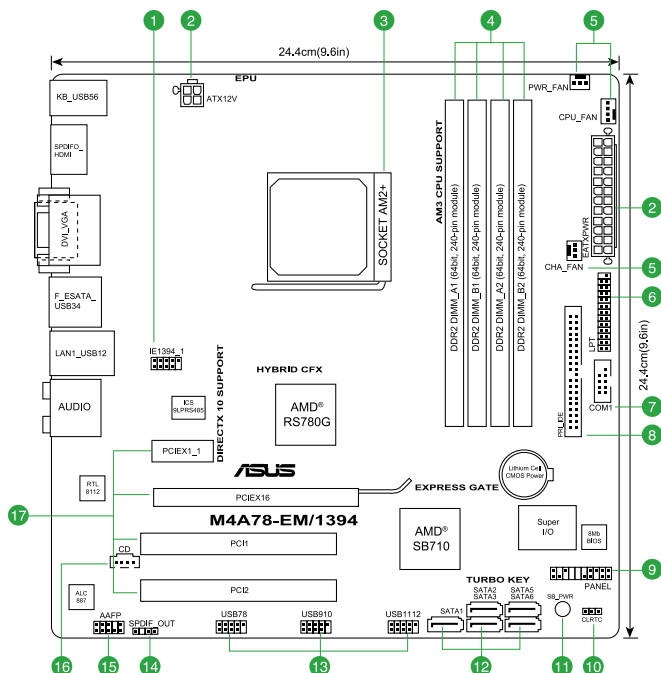 1
2
3
4
5
24.4cm(9.6in)
EPU
KB_USB56
ATX12V
PWR_FAN
CPU_FAN
SPDIFO_
HDMI
DVI_VGA
SOCKET AM2+
AM3 CPU SUPPORT
DDR2 DIMM_A1 (64bit, 240-pin module)
DDR2 DIMM_B1 (64bit, 240-pin module)
DDR2 DIMM_A2 (64bit, 240-pin module)
DDR2 DIMM_B2 (64bit, 240-pin module)
EATXPWR
2
CHA_FAN
5
F_ESATA_
USB34
6
LPT
24.4cm(9.6in)
LAN1_USB12
IE1394_1
DIRECTX 10 SUPPORT
HYBRID CFX
AUDIO
ICS
9LPRS485
AMD®
RS780G
PRI_IDE
COM1
7
8
PCIEX1_1
ASUS
Lithium Cell
CMOS Power
RTL
8112
EXPRESS GATE
PCIEX16
17
M4A78-EM/1394
AMD®
SB710
Super
I/O
8Mb
BIOS
PCI1
CD
16
9
PANEL
TURBO KEY
PCI2
ALC
887
SATA2
SATA3
SATA5
SATA6
SB_PWR
CLRTC
AAFP
SPDIF_OUT
USB78
USB910
USB1112
SATA1
15
14
13
12
11
10